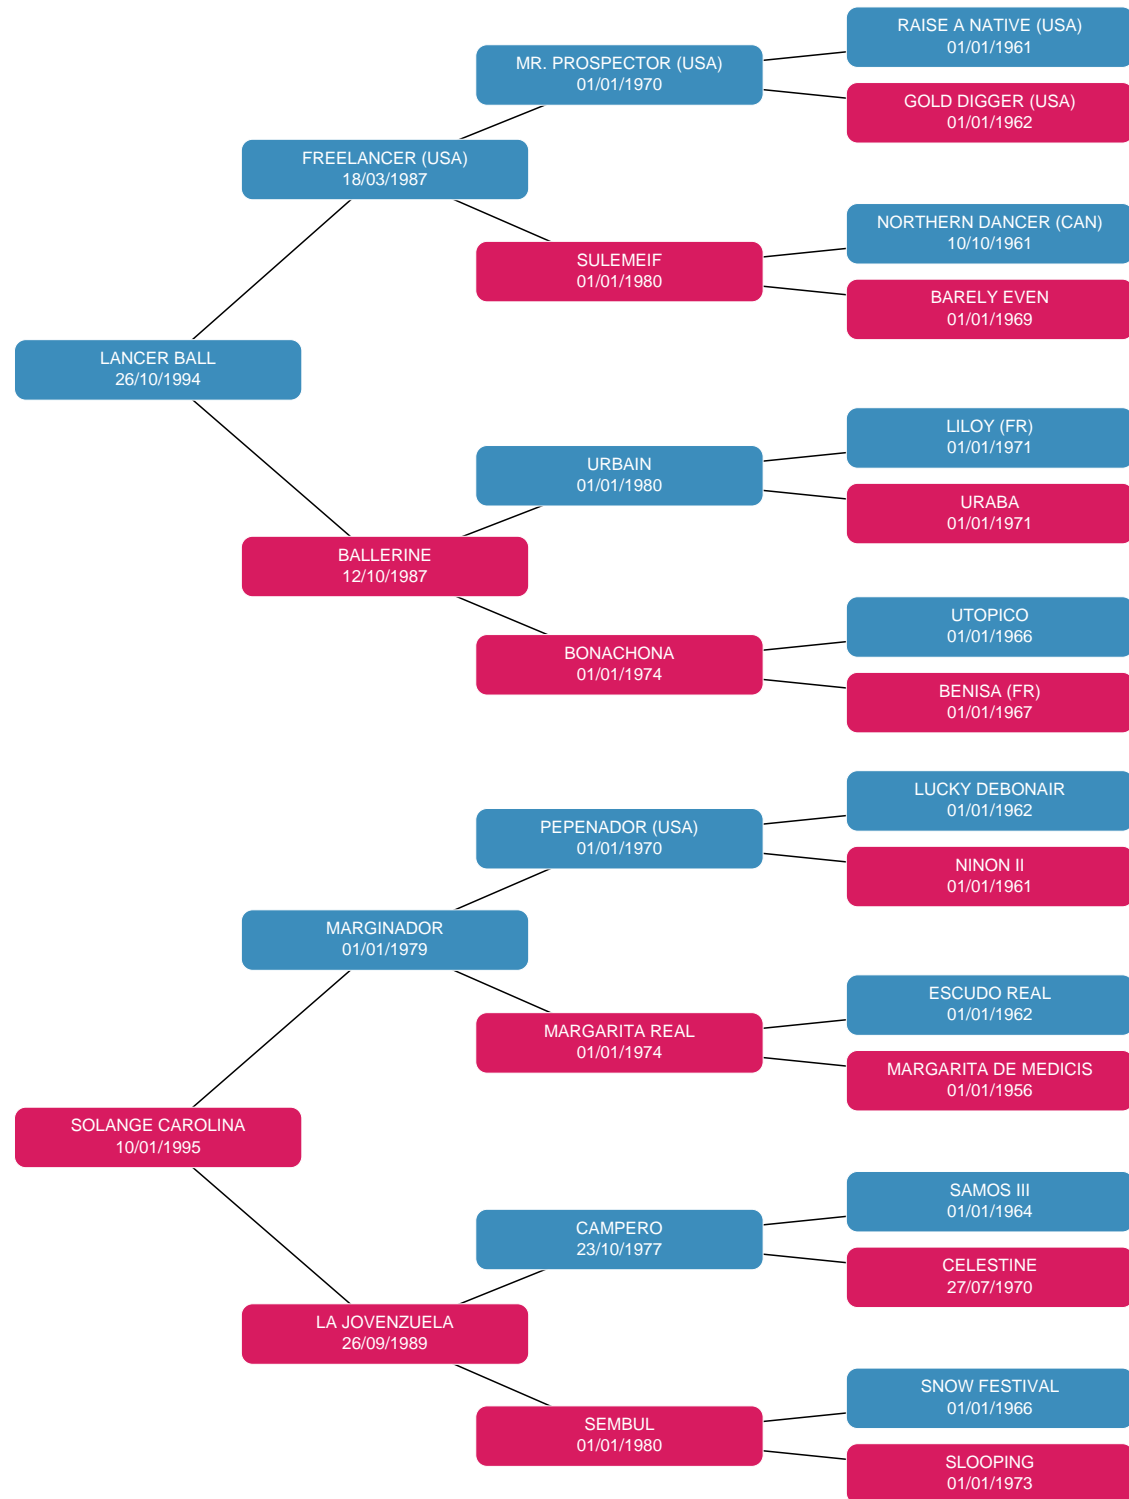 RAISE A NATIVE (USA)
01/01/1961
MR. PROSPECTOR (USA)
01/01/1970
GOLD DIGGER (USA)
01/01/1962
FREELANCER (USA)
18/03/1987
NORTHERN DANCER (CAN)
10/10/1961
SULEMEIF
01/01/1980
BARELY EVEN
01/01/1969
LANCER BALL
26/10/1994
LILOY (FR)
01/01/1971
URBAIN
01/01/1980
URABA
01/01/1971
BALLERINE
12/10/1987
UTOPICO
01/01/1966
BONACHONA
01/01/1974
BENISA (FR)
01/01/1967
LUCKY DEBONAIR
01/01/1962
PEPENADOR (USA)
01/01/1970
NINON II
01/01/1961
MARGINADOR
01/01/1979
ESCUDO REAL
01/01/1962
MARGARITA REAL
01/01/1974
MARGARITA DE MEDICIS
01/01/1956
SOLANGE CAROLINA
10/01/1995
SAMOS III
01/01/1964
CAMPERO
23/10/1977
CELESTINE
27/07/1970
LA JOVENZUELA
26/09/1989
SNOW FESTIVAL
01/01/1966
SEMBUL
01/01/1980
SLOOPING
01/01/1973